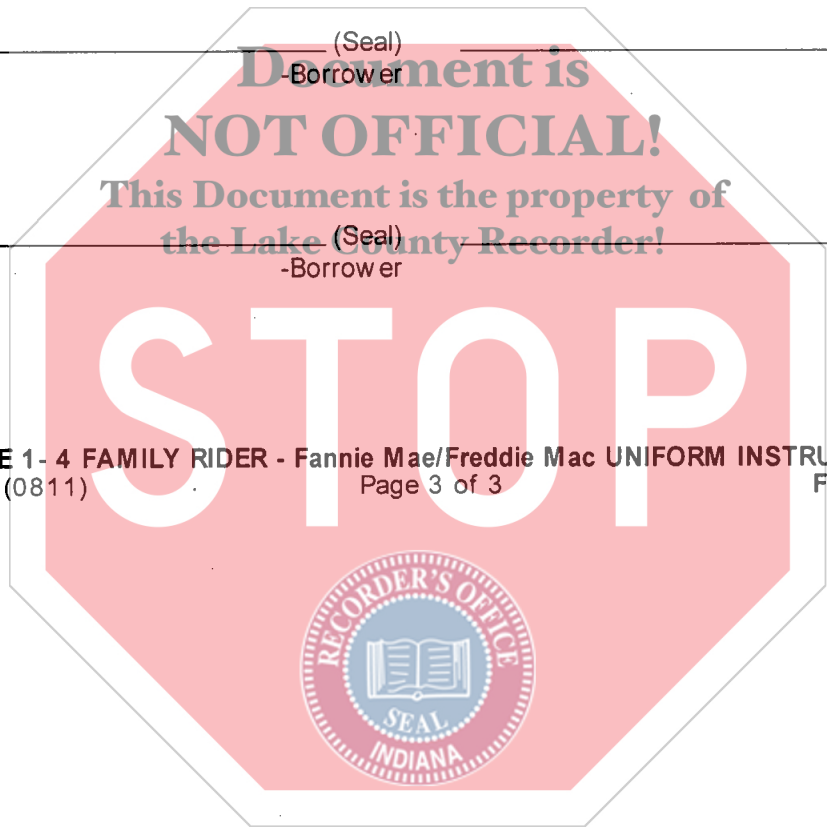 (Seal)
-Borrower
Document is
NOT OFFICIAL!
This Document is the property of
the Lake County Recorder!
(Seal)
-Borrower
STOP
E 1- 4 FAMILY RIDER - Fannie Mae/Freddie Mac UNIFORM INSTRU
(0811) Page 3 of 3 F
RECORDER'S OFFICE
SEAL
INDIANA